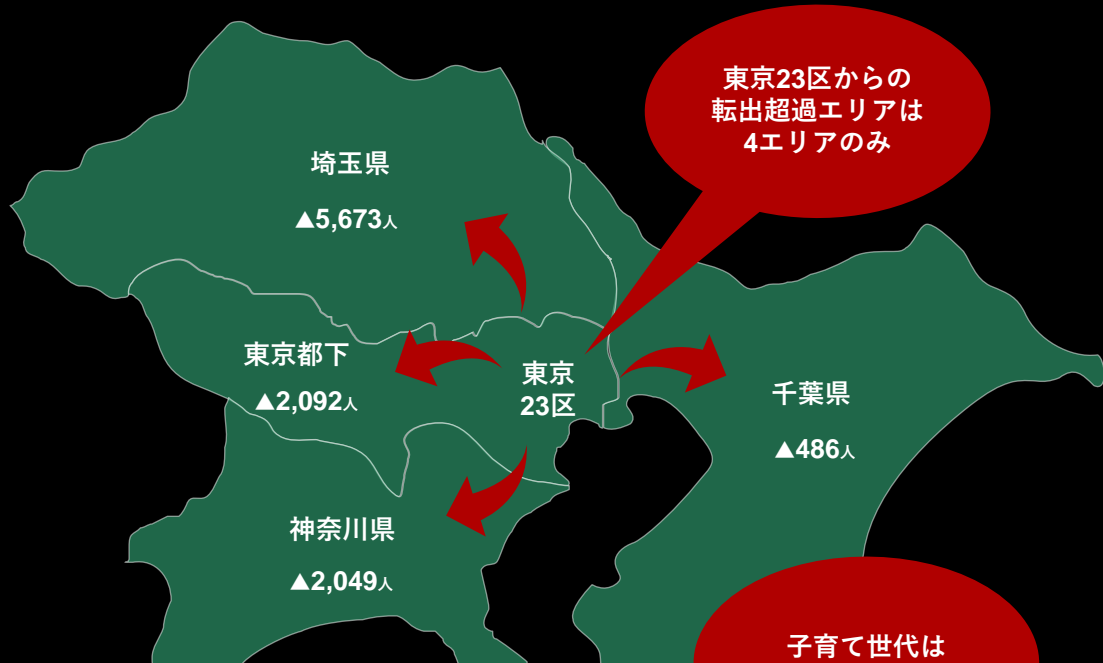 東京23区からの
転出超過エリアは
4エリアのみ
埼玉県
▲5,673人
東京都下
▲2,092人
東京
23区
千葉県
▲486人
神奈川県
▲2,049人
子育て世代は